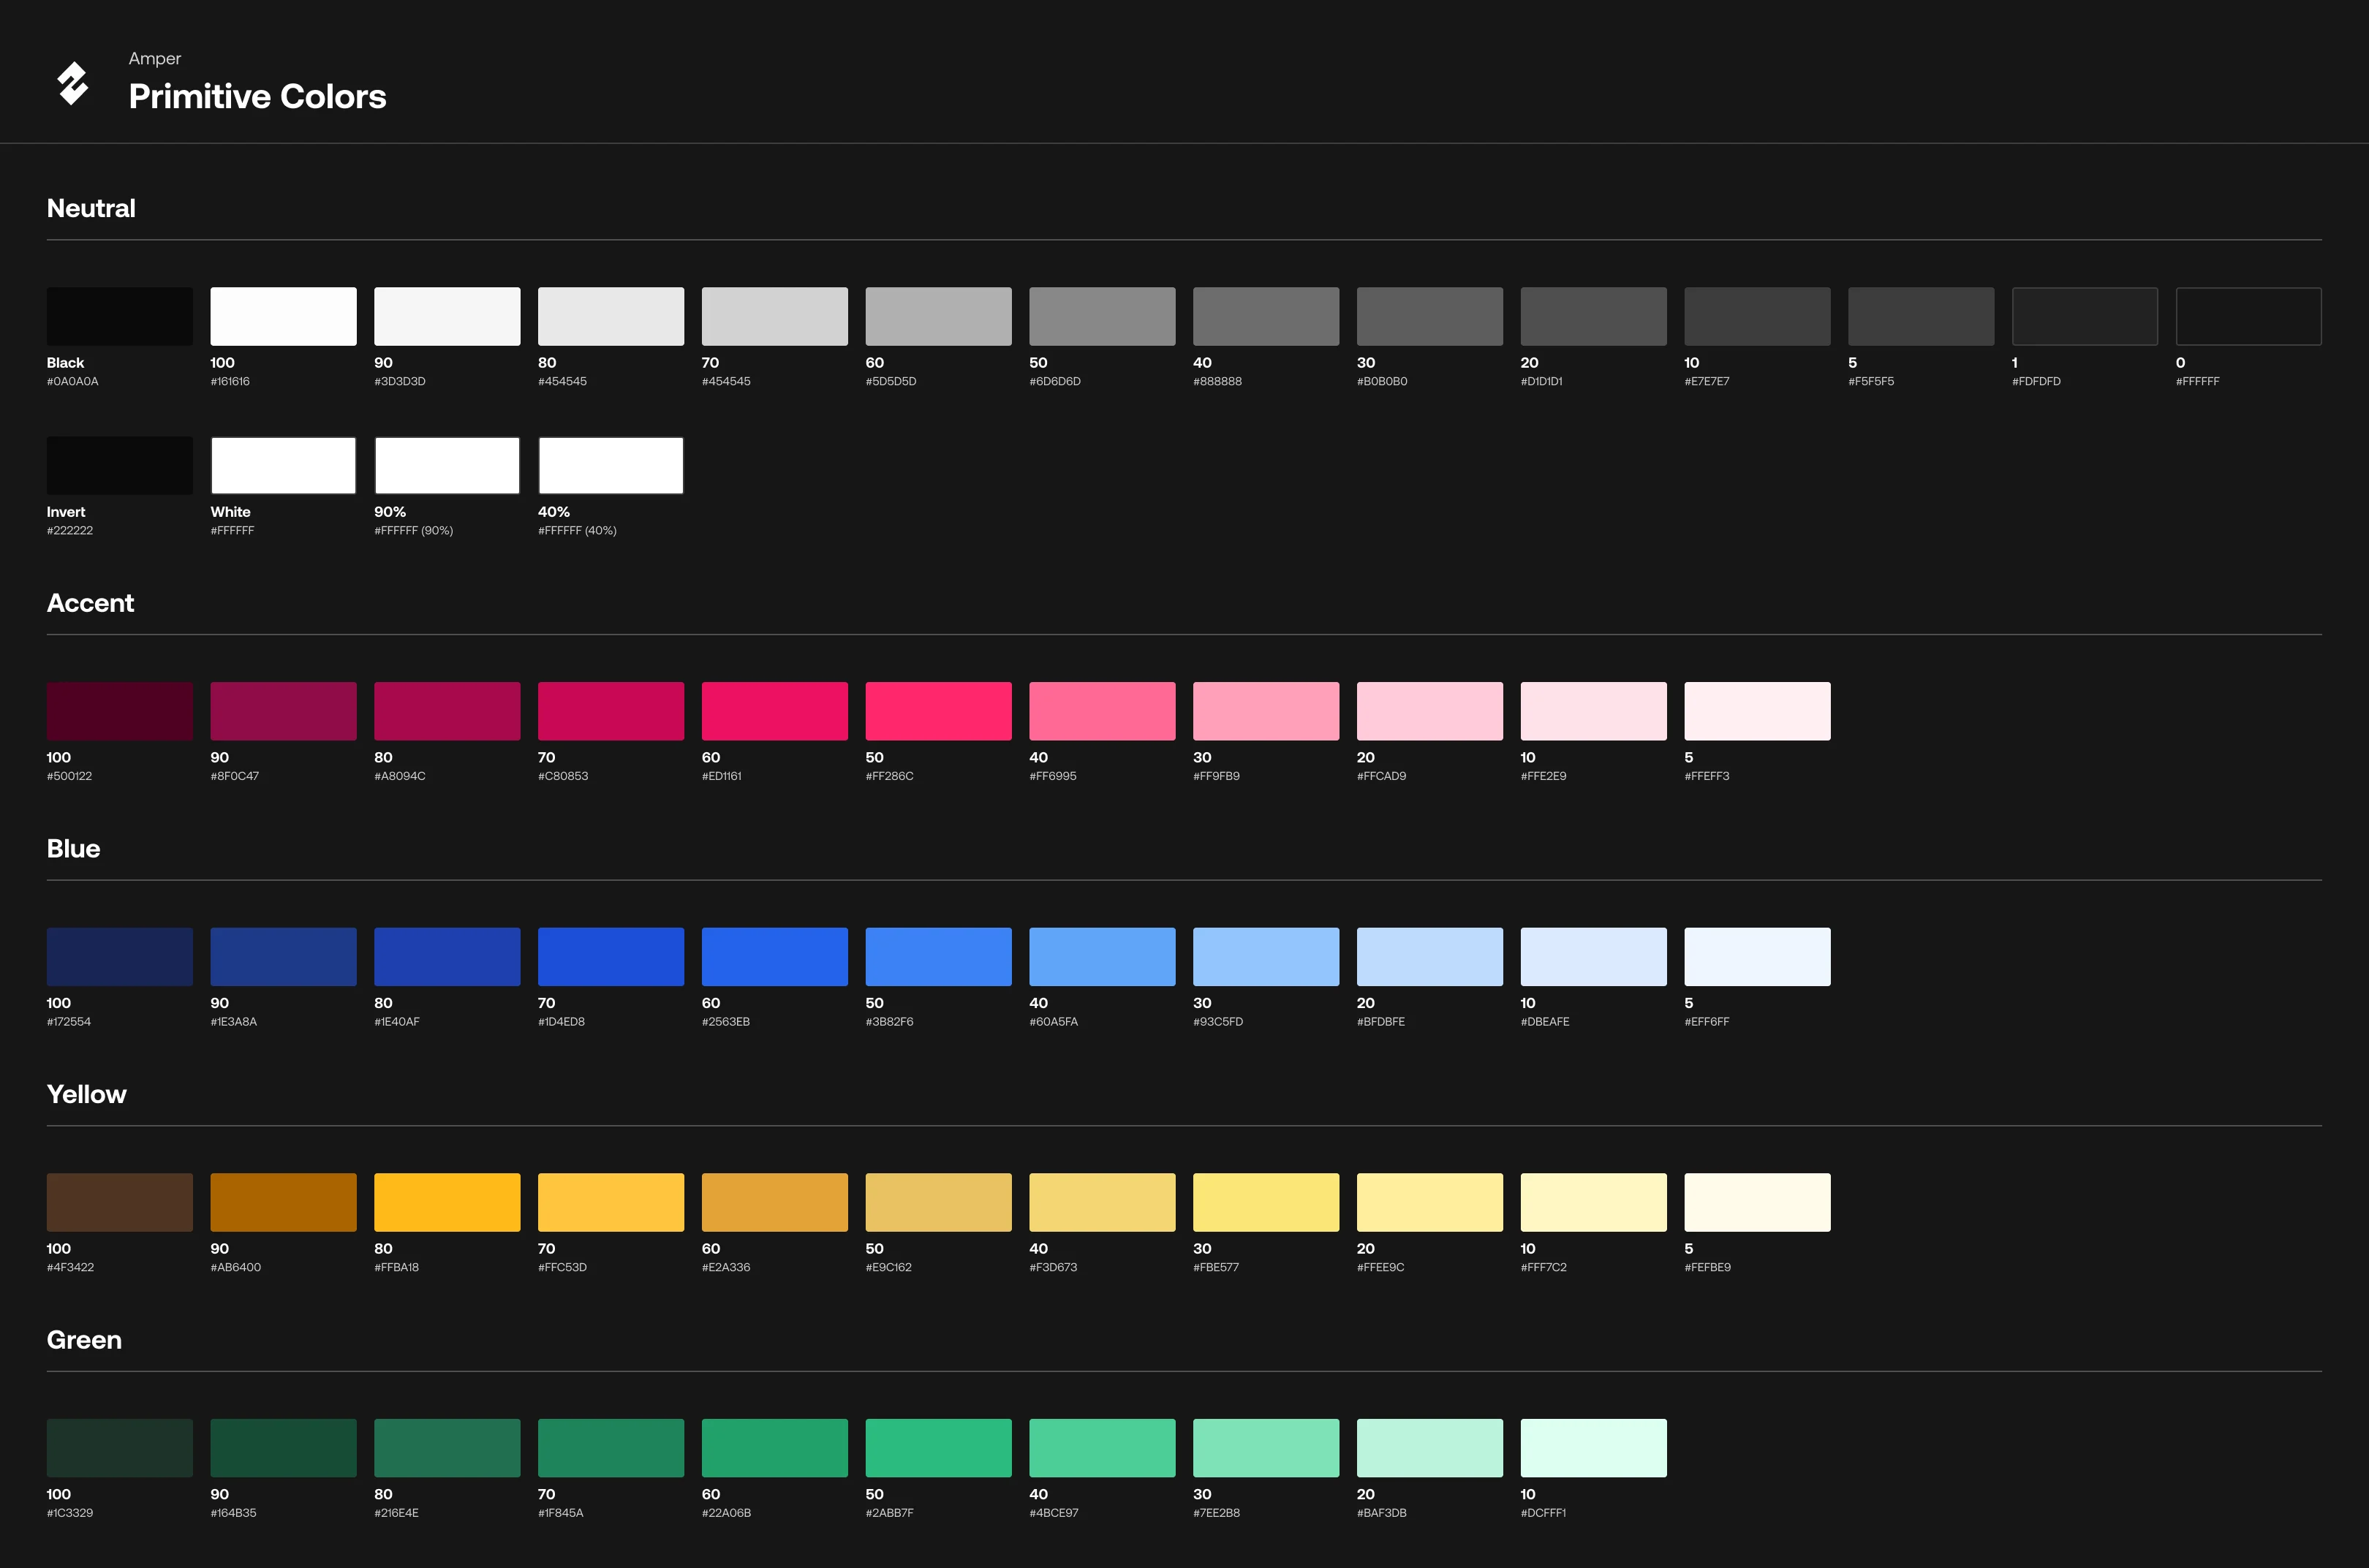 Amper
Primitive Colors
Neutral
Black 100 90 80 70 60 50 40 30 20 10 5 1 0
#0A0A0A #161616 #3D3D3D #454545 #454545 #5D5D5D #6D6D6D #888888 #B0B0B0 #D1D1D1 #E7E7E7 #F5F5F5 #FDFDFD #FFFFFF
Invert White 90% 40%
#222222 #FFFFFF #FFFFFF (90%) #FFFFFF (40%)
Accent
100 90 80 70 60 50 40 30 20 10 5
#500122 #8F0C47 #A8094C #C80853 #ED1161 #FF286C #FF6995 #FF9FB9 #FFCAD9 #FFE2E9 #FFEFF3
Blue
100 90 80 70 60 50 40 30 20 10 5
#172554 #1E3A8A #1E40AF #1D4ED8 #2563EB #3B82F6 #60A5FA #93C5FD #BFDBFE #DBEAFE #EFF6FF
Yellow
100 90 80 70 60 50 40 30 20 10 5
#4F3422 #AB6400 #FFBA18 #FFC53D #E2A336 #E9C162 #F3D673 #FBE577 #FFEE9C #FFF7C2 #FEFBE9
Green
100 90 80 70 60 50 40 30 20 10
#1C3329 #164B35 #216E4E #1F845A #22A06B #2ABB7F #4BCE97 #7EE2B8 #BAF3DB #DCFFF1